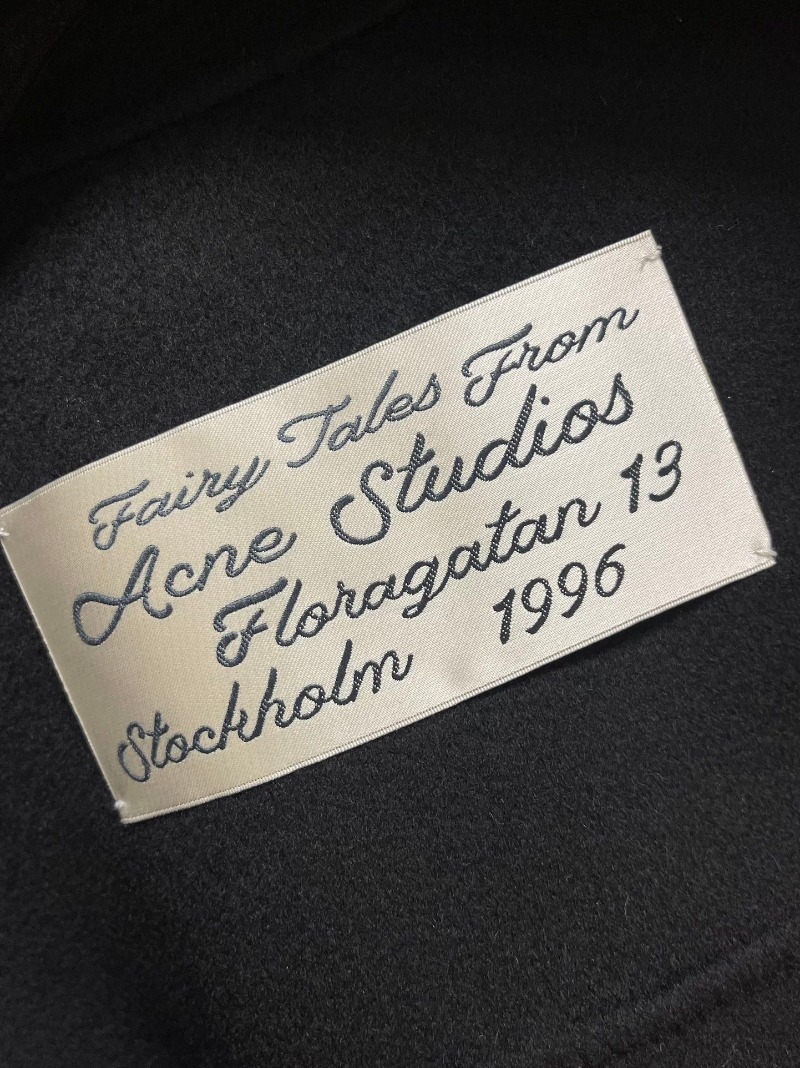 Fairy Tales From
Acne Studios
Floragatan 13
Stockholm 1996